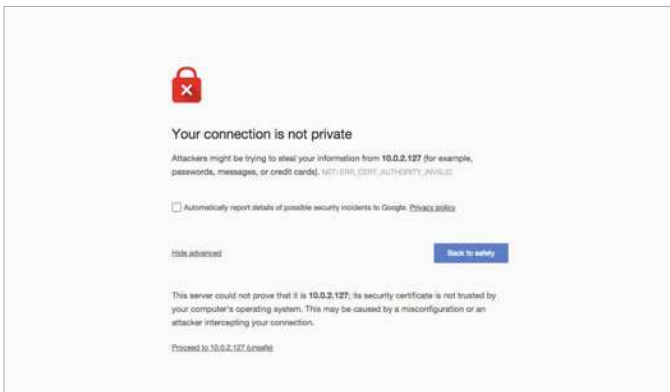 Your connection is not private
Attackers might be trying to steal your information from 10.0.2.127 (for example,
passwords, messages, or credit cards). NET::ERR_CERT_AUTHORITY_INVALID
Automatically report details of possible security incidents to Google. Privacy policy
Hide advanced
Back to safety
This server could not prove that it is 10.0.2.127; its security certificate is not trusted by
your computer's operating system. This may be caused by a misconfiguration or an
attacker intercepting your connection.
Proceed to 10.0.2.127 (unsafe)